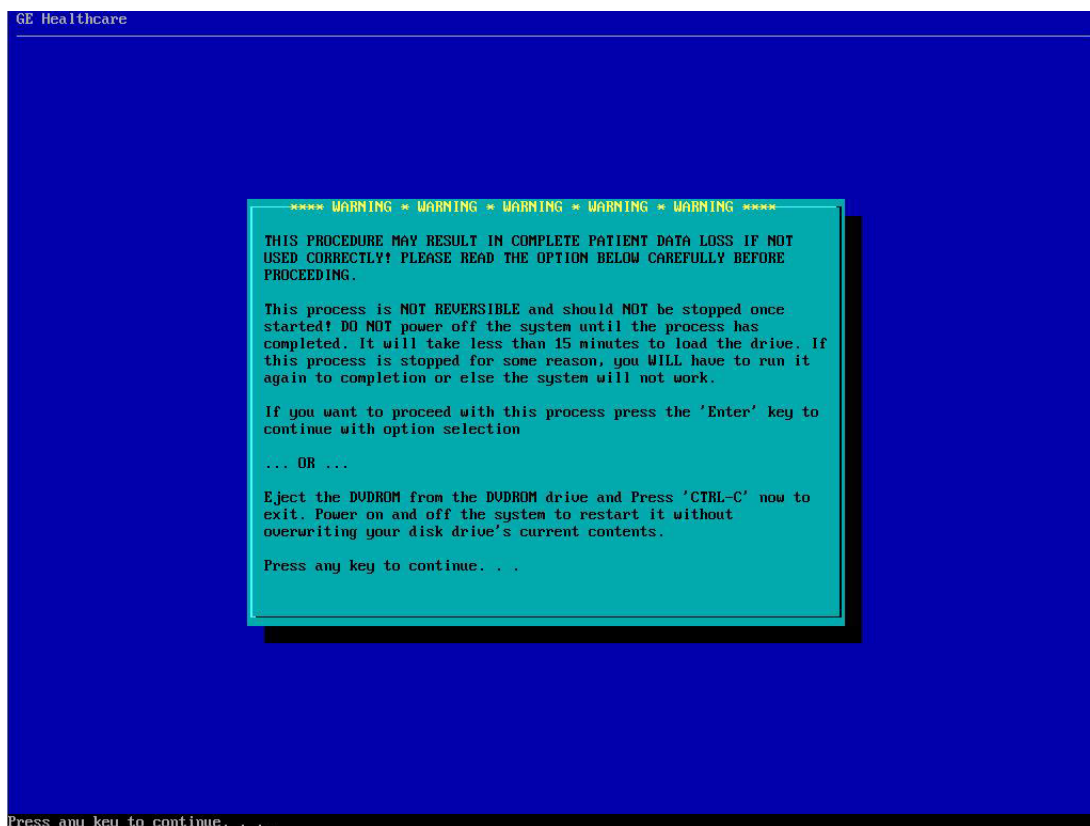 GE Healthcare
**** WARNING * WARNING * WARNING * WARNING * WARNING ****
THIS PROCEDURE MAY RESULT IN COMPLETE PATIENT DATA LOSS IF NOT
USED CORRECTLY! PLEASE READ THE OPTION BELOW CAREFULLY BEFORE
PROCEEDING.
This process is NOT REVERSIBLE and should NOT be stopped once
started! DO NOT power off the system until the process has
completed. It will take less than 15 minutes to load the drive. If
this process is stopped for some reason, you WILL have to run it
again to completion or else the system will not work.
If you want to proceed with this process press the 'Enter' key to
continue with option selection
... OR ...
Eject the DVDROM from the DVDROM drive and Press 'CTRL-C' now to
exit. Power on and off the system to restart it without
overwriting your disk drive's current contents.
Press any key to continue. . .
Press any key to continue. . .